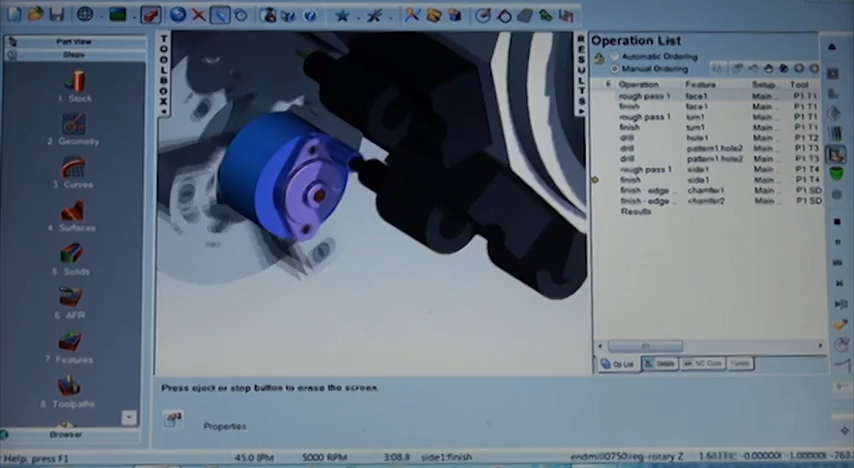 Part View
Steps
1. Stock
2. Geometry
3. Curves
4. Surfaces
5. Solids
6. AFR
7. Features
8. Toolpaths
Browser
TOOLBOX
RESULTS
Operation List
Automatic Ordering
Manual Ordering
Operation Feature Setup Tool
rough pass 1 face1 Main ... P1 T1
finish face1 Main ... P1 T1
rough pass 1 turn1 Main ... P1 T1
finish turn1 Main ... P1 T1
drill hole1 Main ... P1 T2
drill pattern1.hole2 Main ... P1 T3
drill pattern1.hole2 Main ... P1 T3
rough pass 1 side1 Main ... P1 T4
finish side1 Main ... P1 T4
finish - edge ... chamfer1 Main ... P1 SD
finish - edge ... chamfer2 Main ... P1 SD
Results
Op List Details NC Code
Press eject or stop button to erase the screen.
Properties
Help, press F1 45.0 IPM 5000 RPM 3:08.8 side1:finish endmill0750:reg-rotary Z